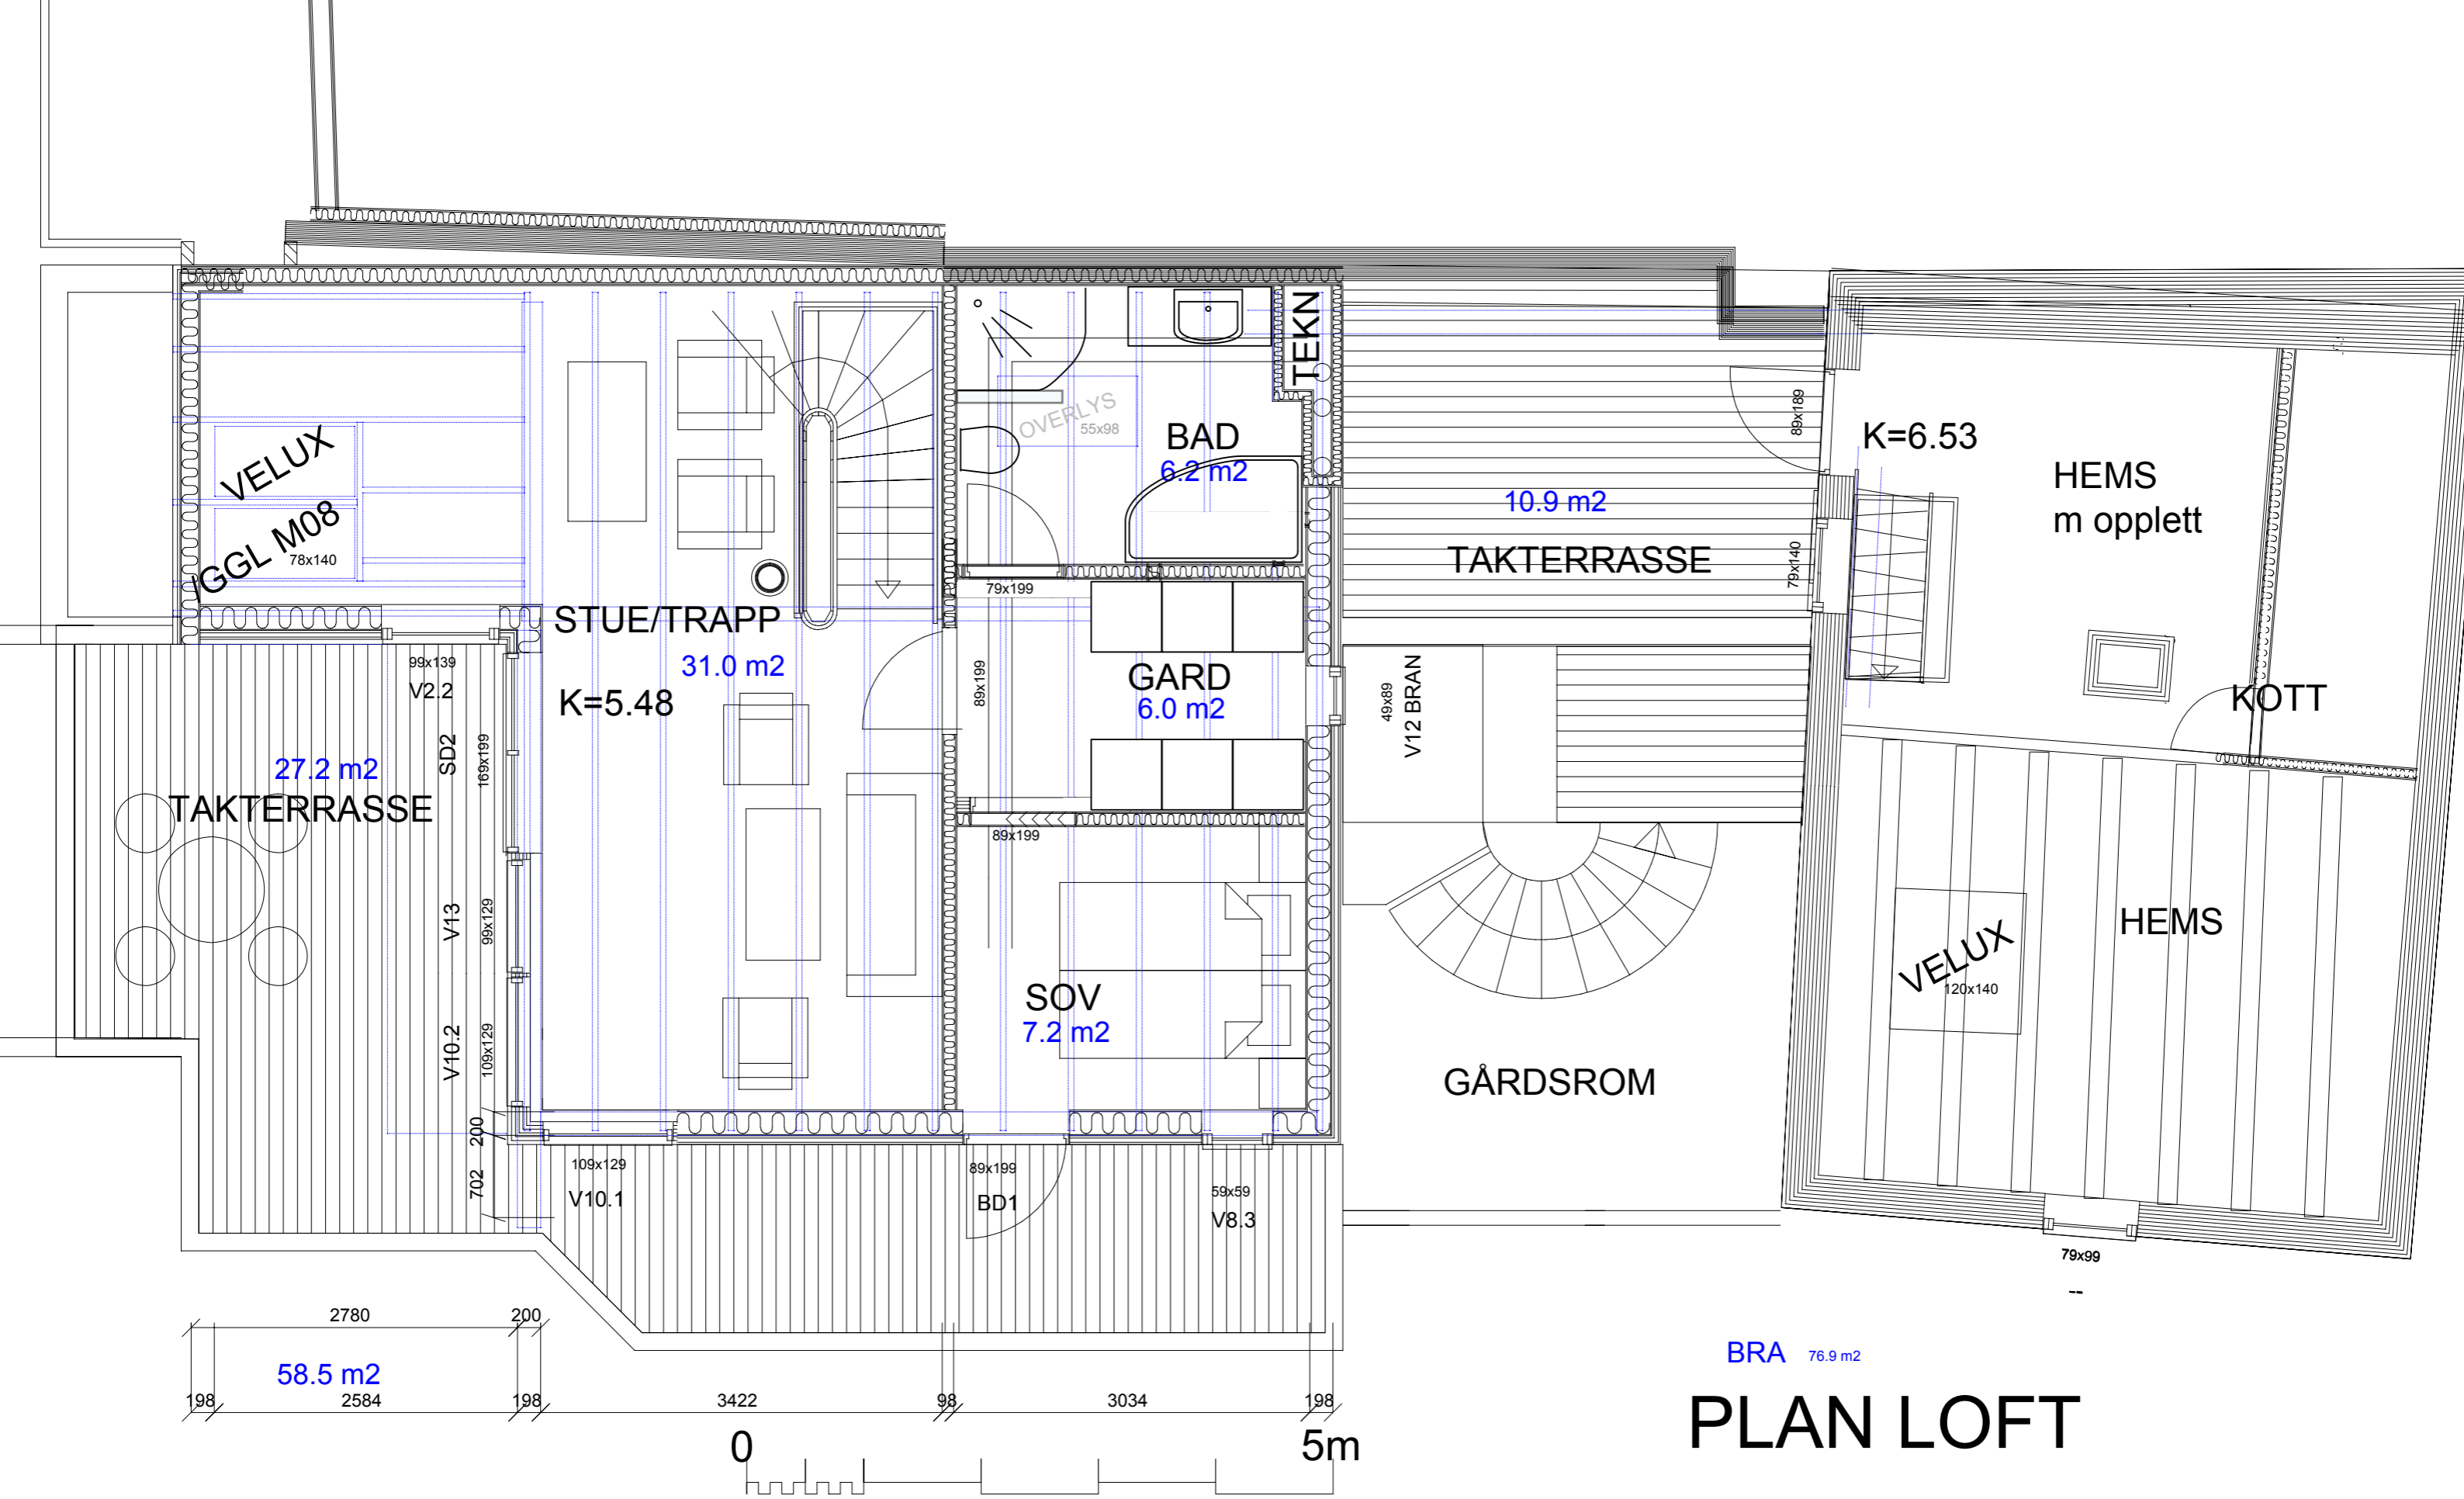 TEKN
OVERLYS
55x98
BAD
6.2 m2
VELUX
GGL M08
78x140
STUE/TRAPP
31.0 m2
K=5.48
79x199
89x199
GARD
6.0 m2
89x199
SOV
7.2 m2
10.9 m2
TAKTERRASSE
89x189
79x140
K=6.53
HEMS
m opplett
KOTT
HEMS
VELUX
120x140
49x89
V12 BRAN
GÅRDSROM
99x139
V2.2
SD2
169x199
27.2 m2
TAKTERRASSE
V13
99x129
V10.2
109x129
200
702
109x129
V10.1
89x199
BD1
59x59
V8.3
79x99
--
2780
200
58.5 m2
198
2584
198
3422
98
3034
198
0
5m
BRA
76.9 m2
PLAN LOFT